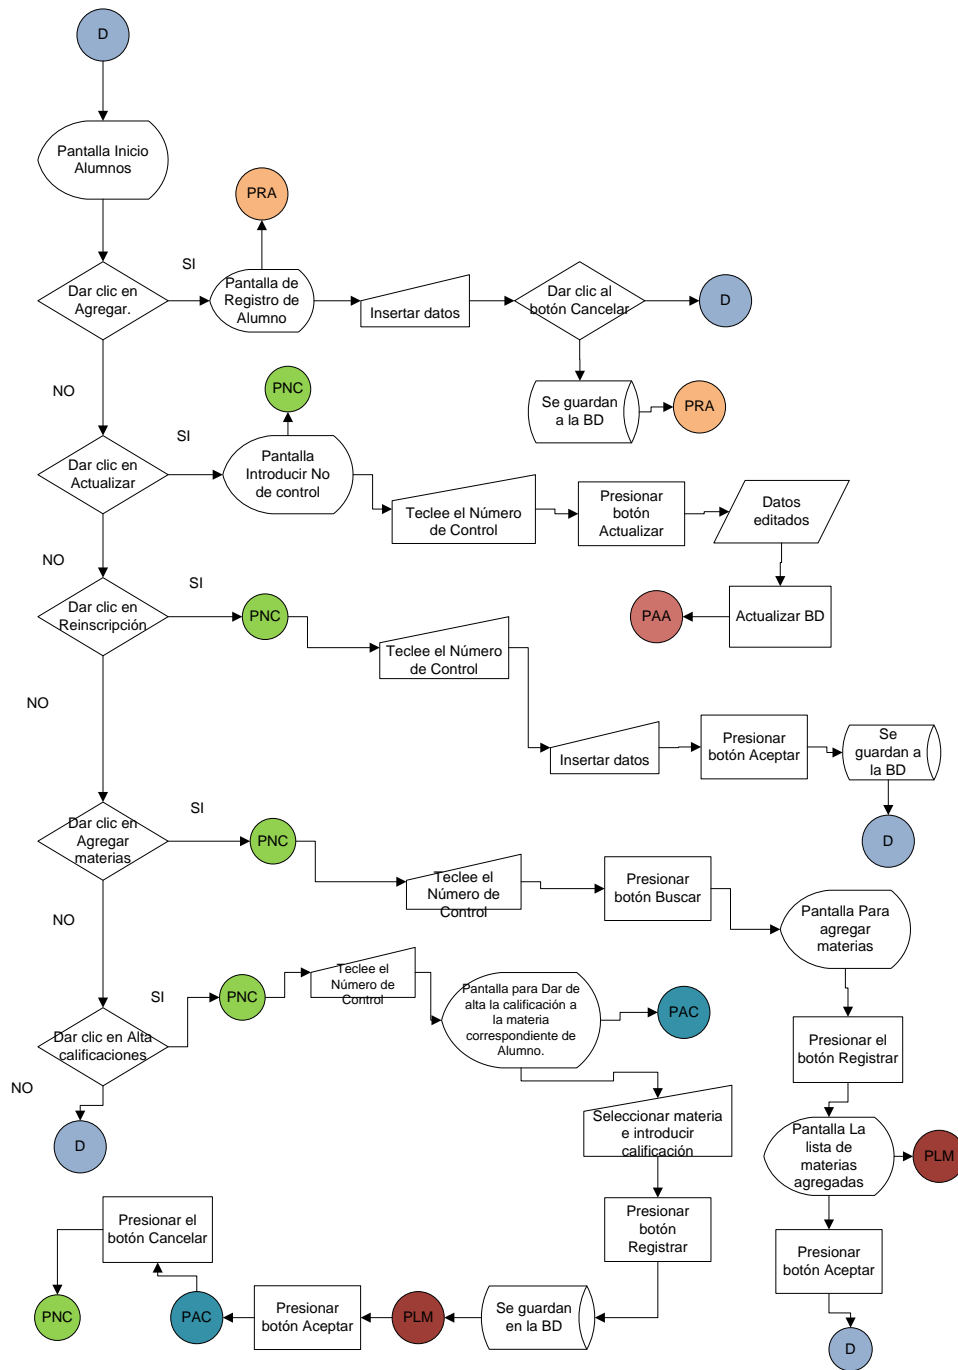 D
Pantalla Inicio
Alumnos
PRA
SI
Dar clic en
Agregar.
Pantalla de
Registro de
Alumno
Insertar datos
Dar clic al
botón Cancelar
D
NO
PNC
Se guardan
a la BD
PRA
SI
Dar clic en
Actualizar
Pantalla
Introducir No
de control
Teclee el Número
de Control
Presionar
botón
Actualizar
Datos
editados
NO
SI
Dar clic en
Reinscripción
PNC
Teclee el Número
de Control
PAA
Actualizar BD
NO
Insertar datos
Presionar
botón Aceptar
Se
guardan a
la BD
SI
Dar clic en
Agregar
materias
PNC
D
Teclee el
Número de
Control
Presionar
botón Buscar
Pantalla Para
agregar
materias
NO
SI
Dar clic en Alta
calificaciones
PNC
Teclee el
Número de
Control
Pantalla para Dar de
alta la calificación a
la materia
correspondiente de
Alumno.
PAC
Presionar el
botón Registrar
NO
D
Seleccionar materia
e introducir
calificación
Pantalla La
lista de
materias
agregadas
PLM
Presionar el
botón Cancelar
Presionar
botón
Registrar
Presionar
botón Aceptar
PNC
PAC
Presionar
botón Aceptar
PLM
Se guardan
en la BD
D